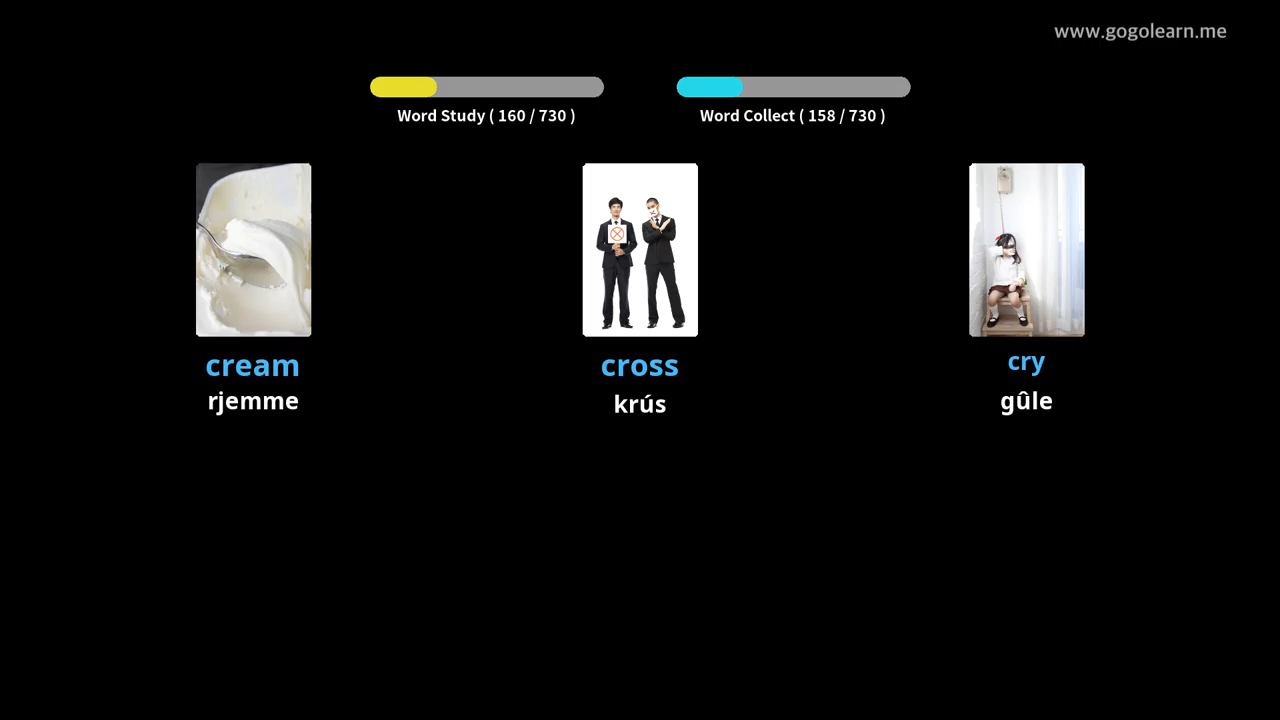 www.gogolearn.me
Word Study ( 160 / 730 )
Word Collect ( 158 / 730 )
cream
rjemme
cross
krús
cry
gûle